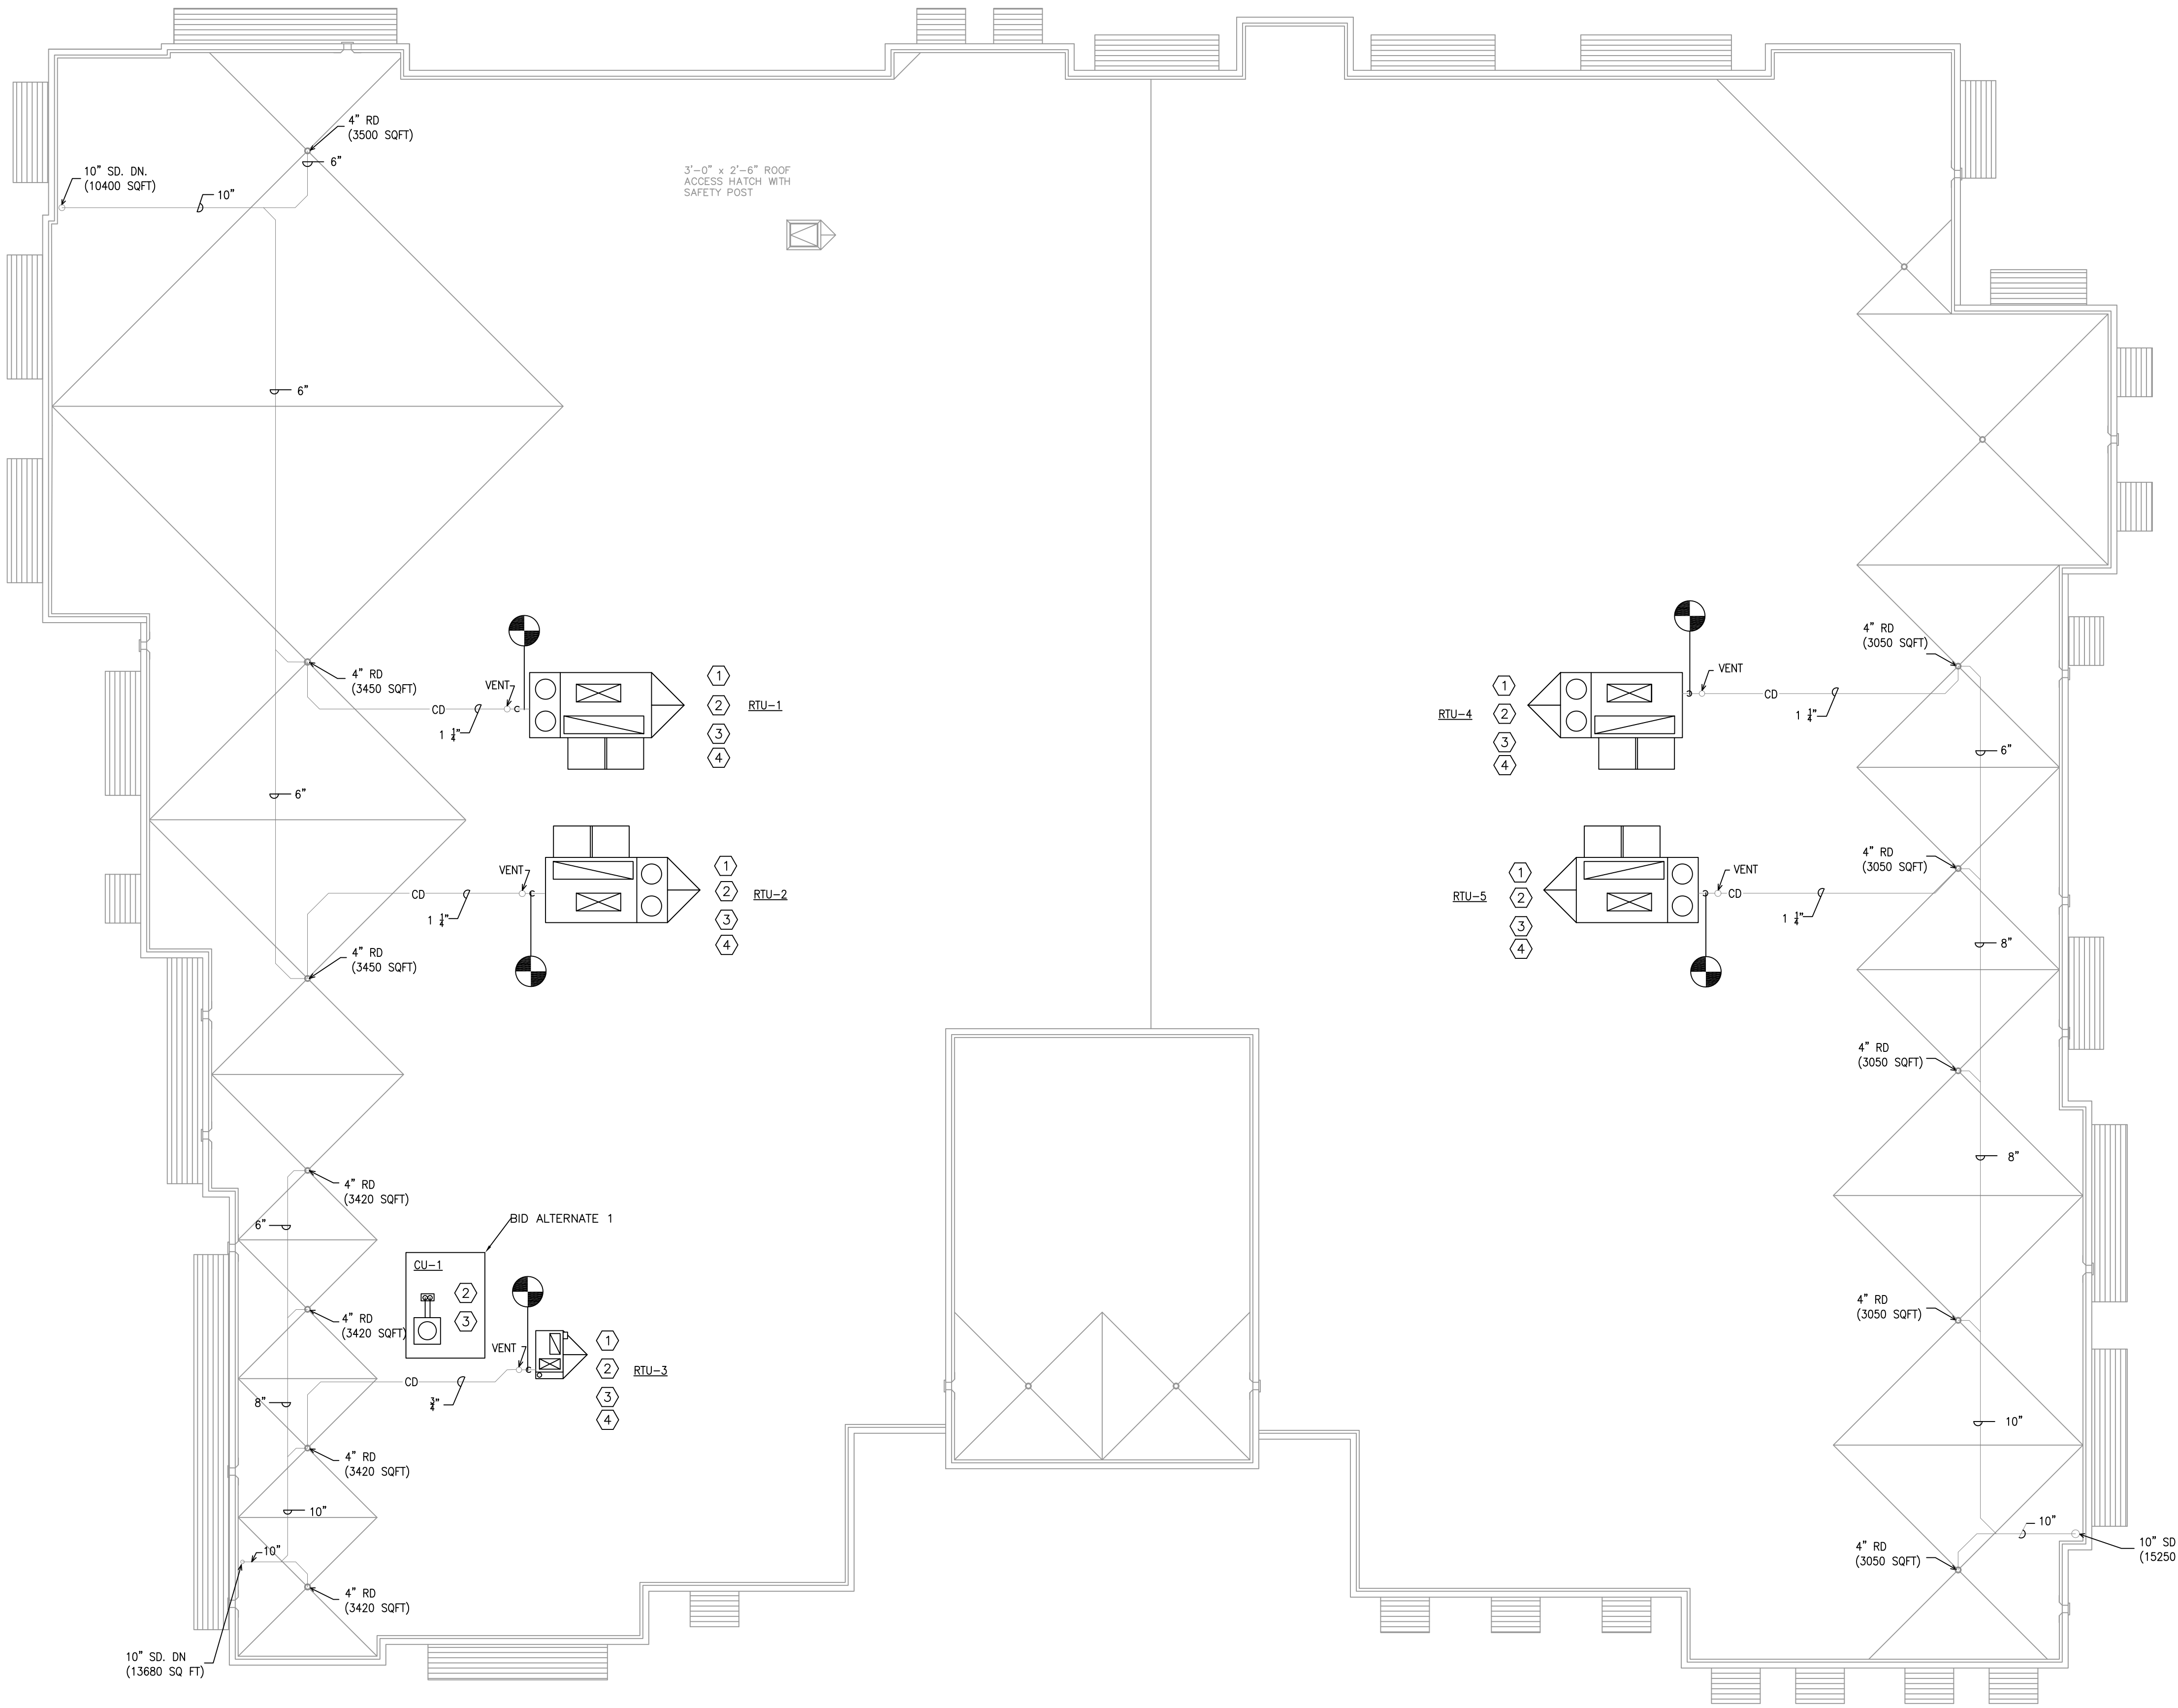 4" RD
(3500 SQFT)
6"
10" SD. DN.
(10400 SQFT)
10"
3'-0" x 2'-6" ROOF
ACCESS HATCH WITH
SAFETY POST
6"
4" RD
(3450 SQFT)
VENT
CD
1 1/4"
1
2
3
4
RTU-1
6"
VENT
CD
1 1/4"
1
2
3
4
RTU-2
4" RD
(3450 SQFT)
4" RD
(3420 SQFT)
6"
BID ALTERNATE 1
CU-1
2
3
4" RD
(3420 SQFT)
VENT
CD
3/4"
1
2
3
4
RTU-3
8"
4" RD
(3420 SQFT)
10"
10"
4" RD
(3420 SQFT)
10" SD. DN
(13680 SQ FT)
4" RD
(3050 SQFT)
VENT
CD
1 1/4"
RTU-4
1
2
3
4
6"
4" RD
(3050 SQFT)
VENT
CD
1 1/4"
RTU-5
1
2
3
4
8"
4" RD
(3050 SQFT)
8"
4" RD
(3050 SQFT)
10"
10"
4" RD
(3050 SQFT)
10" SD
(15250